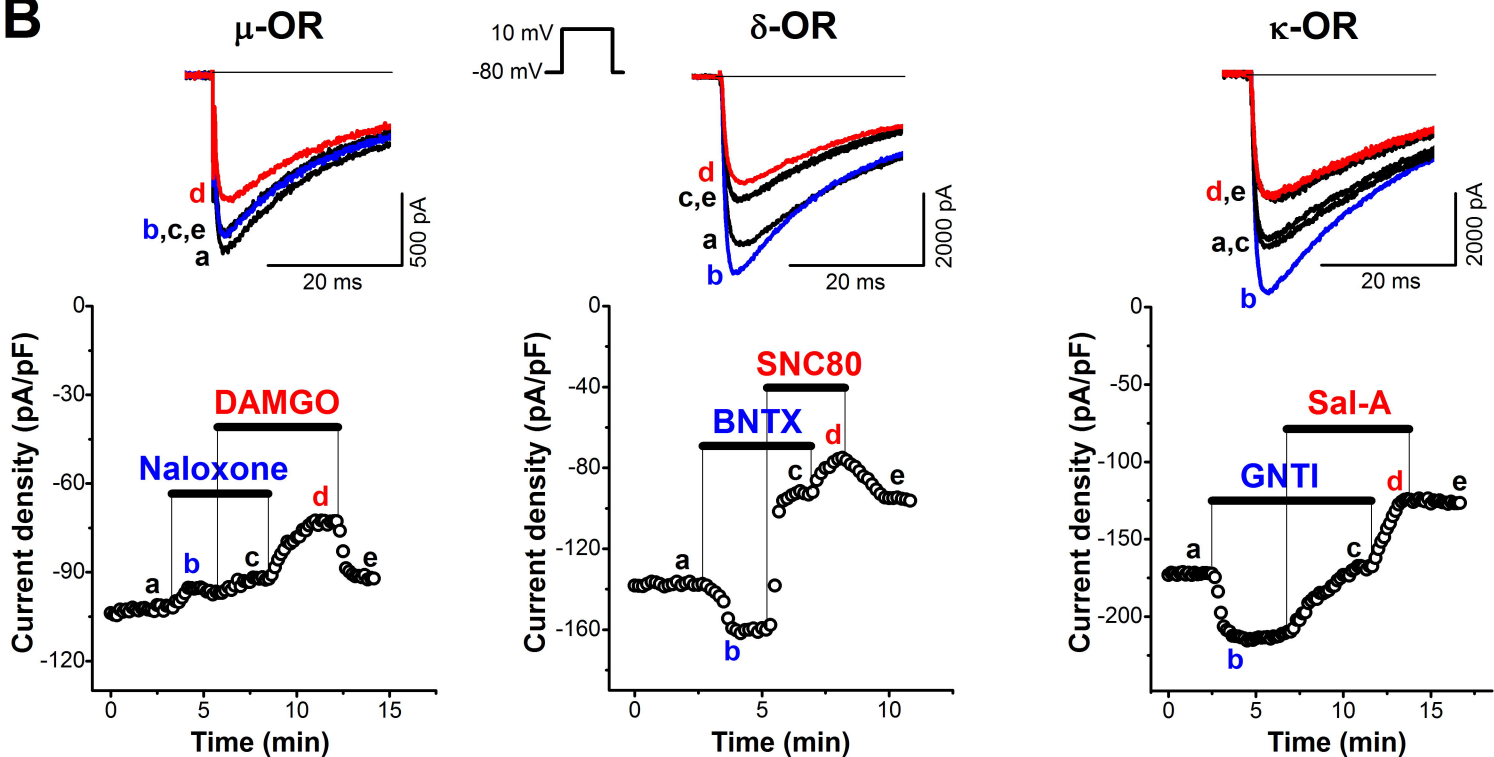 B
μ-OR
10 mV
-80 mV
δ-OR
κ-OR
d
b,c,e
a
500 pA
20 ms
d
c,e
a
b
2000 pA
20 ms
d,e
a,c
b
2000 pA
20 ms
Current density (pA/pF)
0
-30
-60
-90
-120
DAMGO
Naloxone
a
b
c
d
e
0
5
10
15
Time (min)
Current density (pA/pF)
0
-40
-80
-120
-160
SNC80
BNTX
a
b
c
d
e
0
5
10
Time (min)
Current density (pA/pF)
0
-50
-100
-150
-200
Sal-A
GNTI
a
b
c
d
e
0
5
10
15
Time (min)